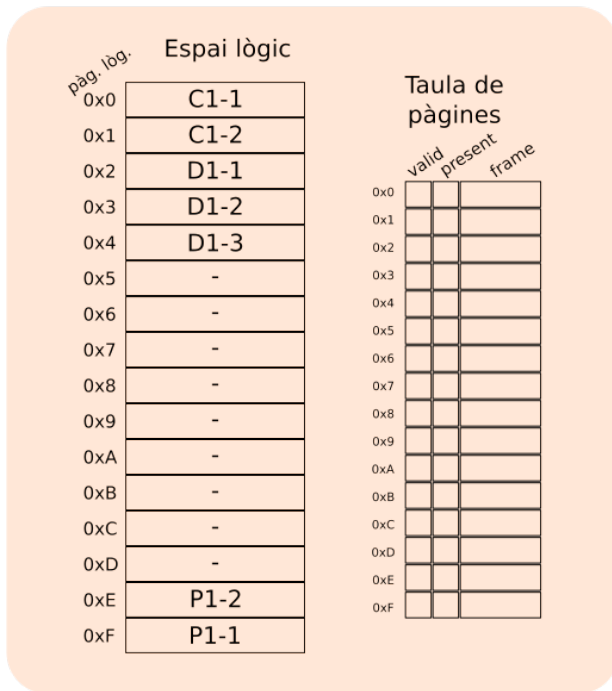 Espai lògic
pàg. lòg.
0x0 C1-1
0x1 C1-2
0x2 D1-1
0x3 D1-2
0x4 D1-3
0x5 -
0x6 -
0x7 -
0x8 -
0x9 -
0xA -
0xB -
0xC -
0xD -
0xE P1-2
0xF P1-1
Taula de
pàgines
valid present frame
0x0
0x1
0x2
0x3
0x4
0x5
0x6
0x7
0x8
0x9
0xA
0xB
0xC
0xD
0xE
0xF